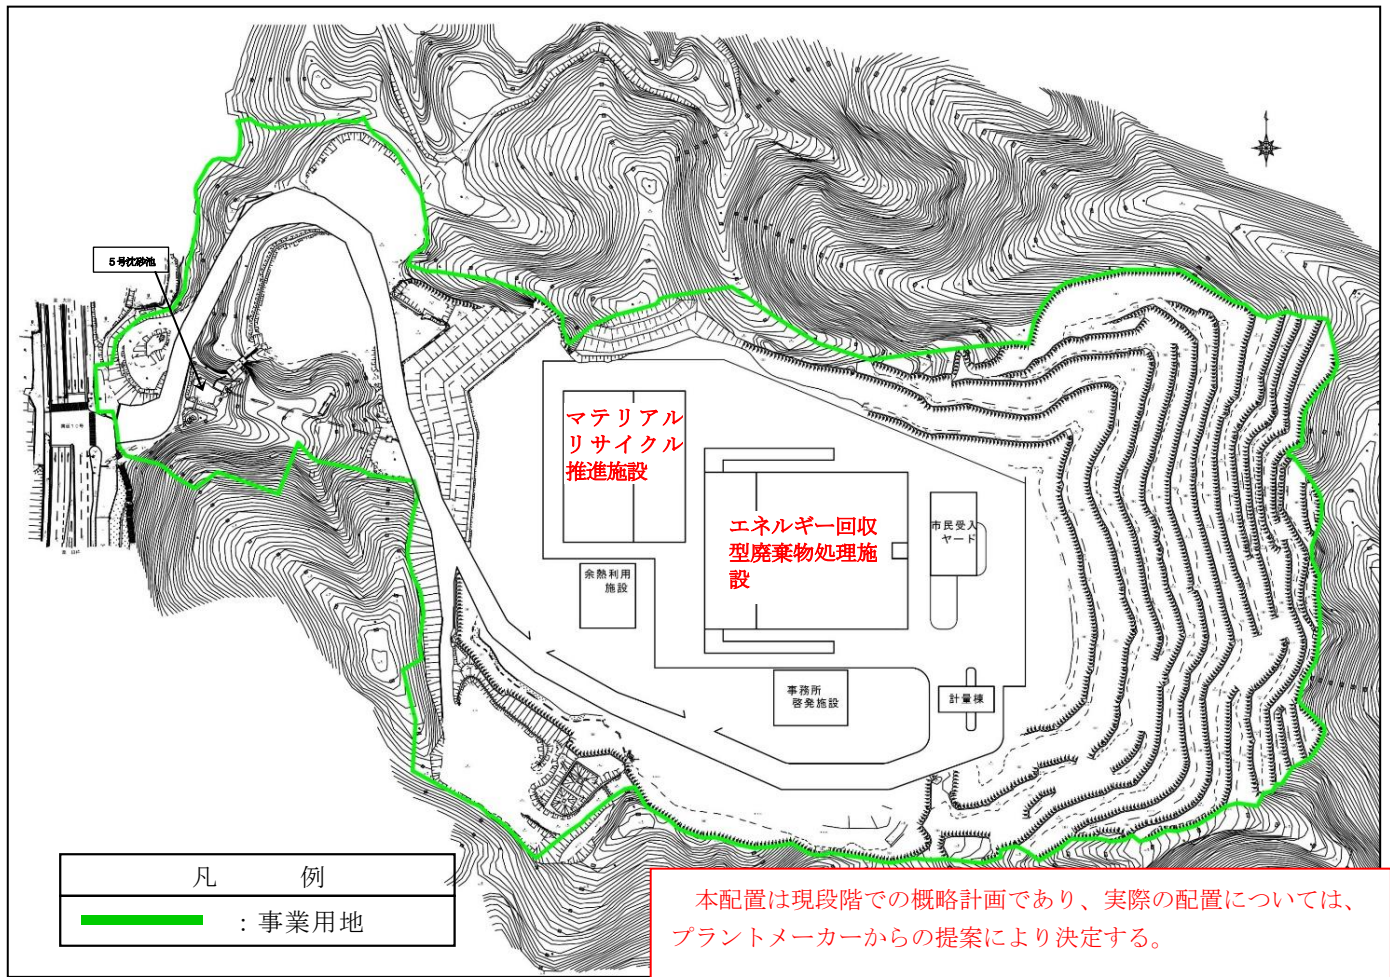 5号沈砂池
国道10号
マテリアル
リサイクル
推進施設
エネルギー回収
型廃棄物処理施
設
市民受入
ヤード
余熱利用
施設
事務所
啓発施設
計量棟
凡 例
：事業用地
本配置は現段階での概略計画であり、実際の配置については、
プラントメーカーからの提案により決定する。